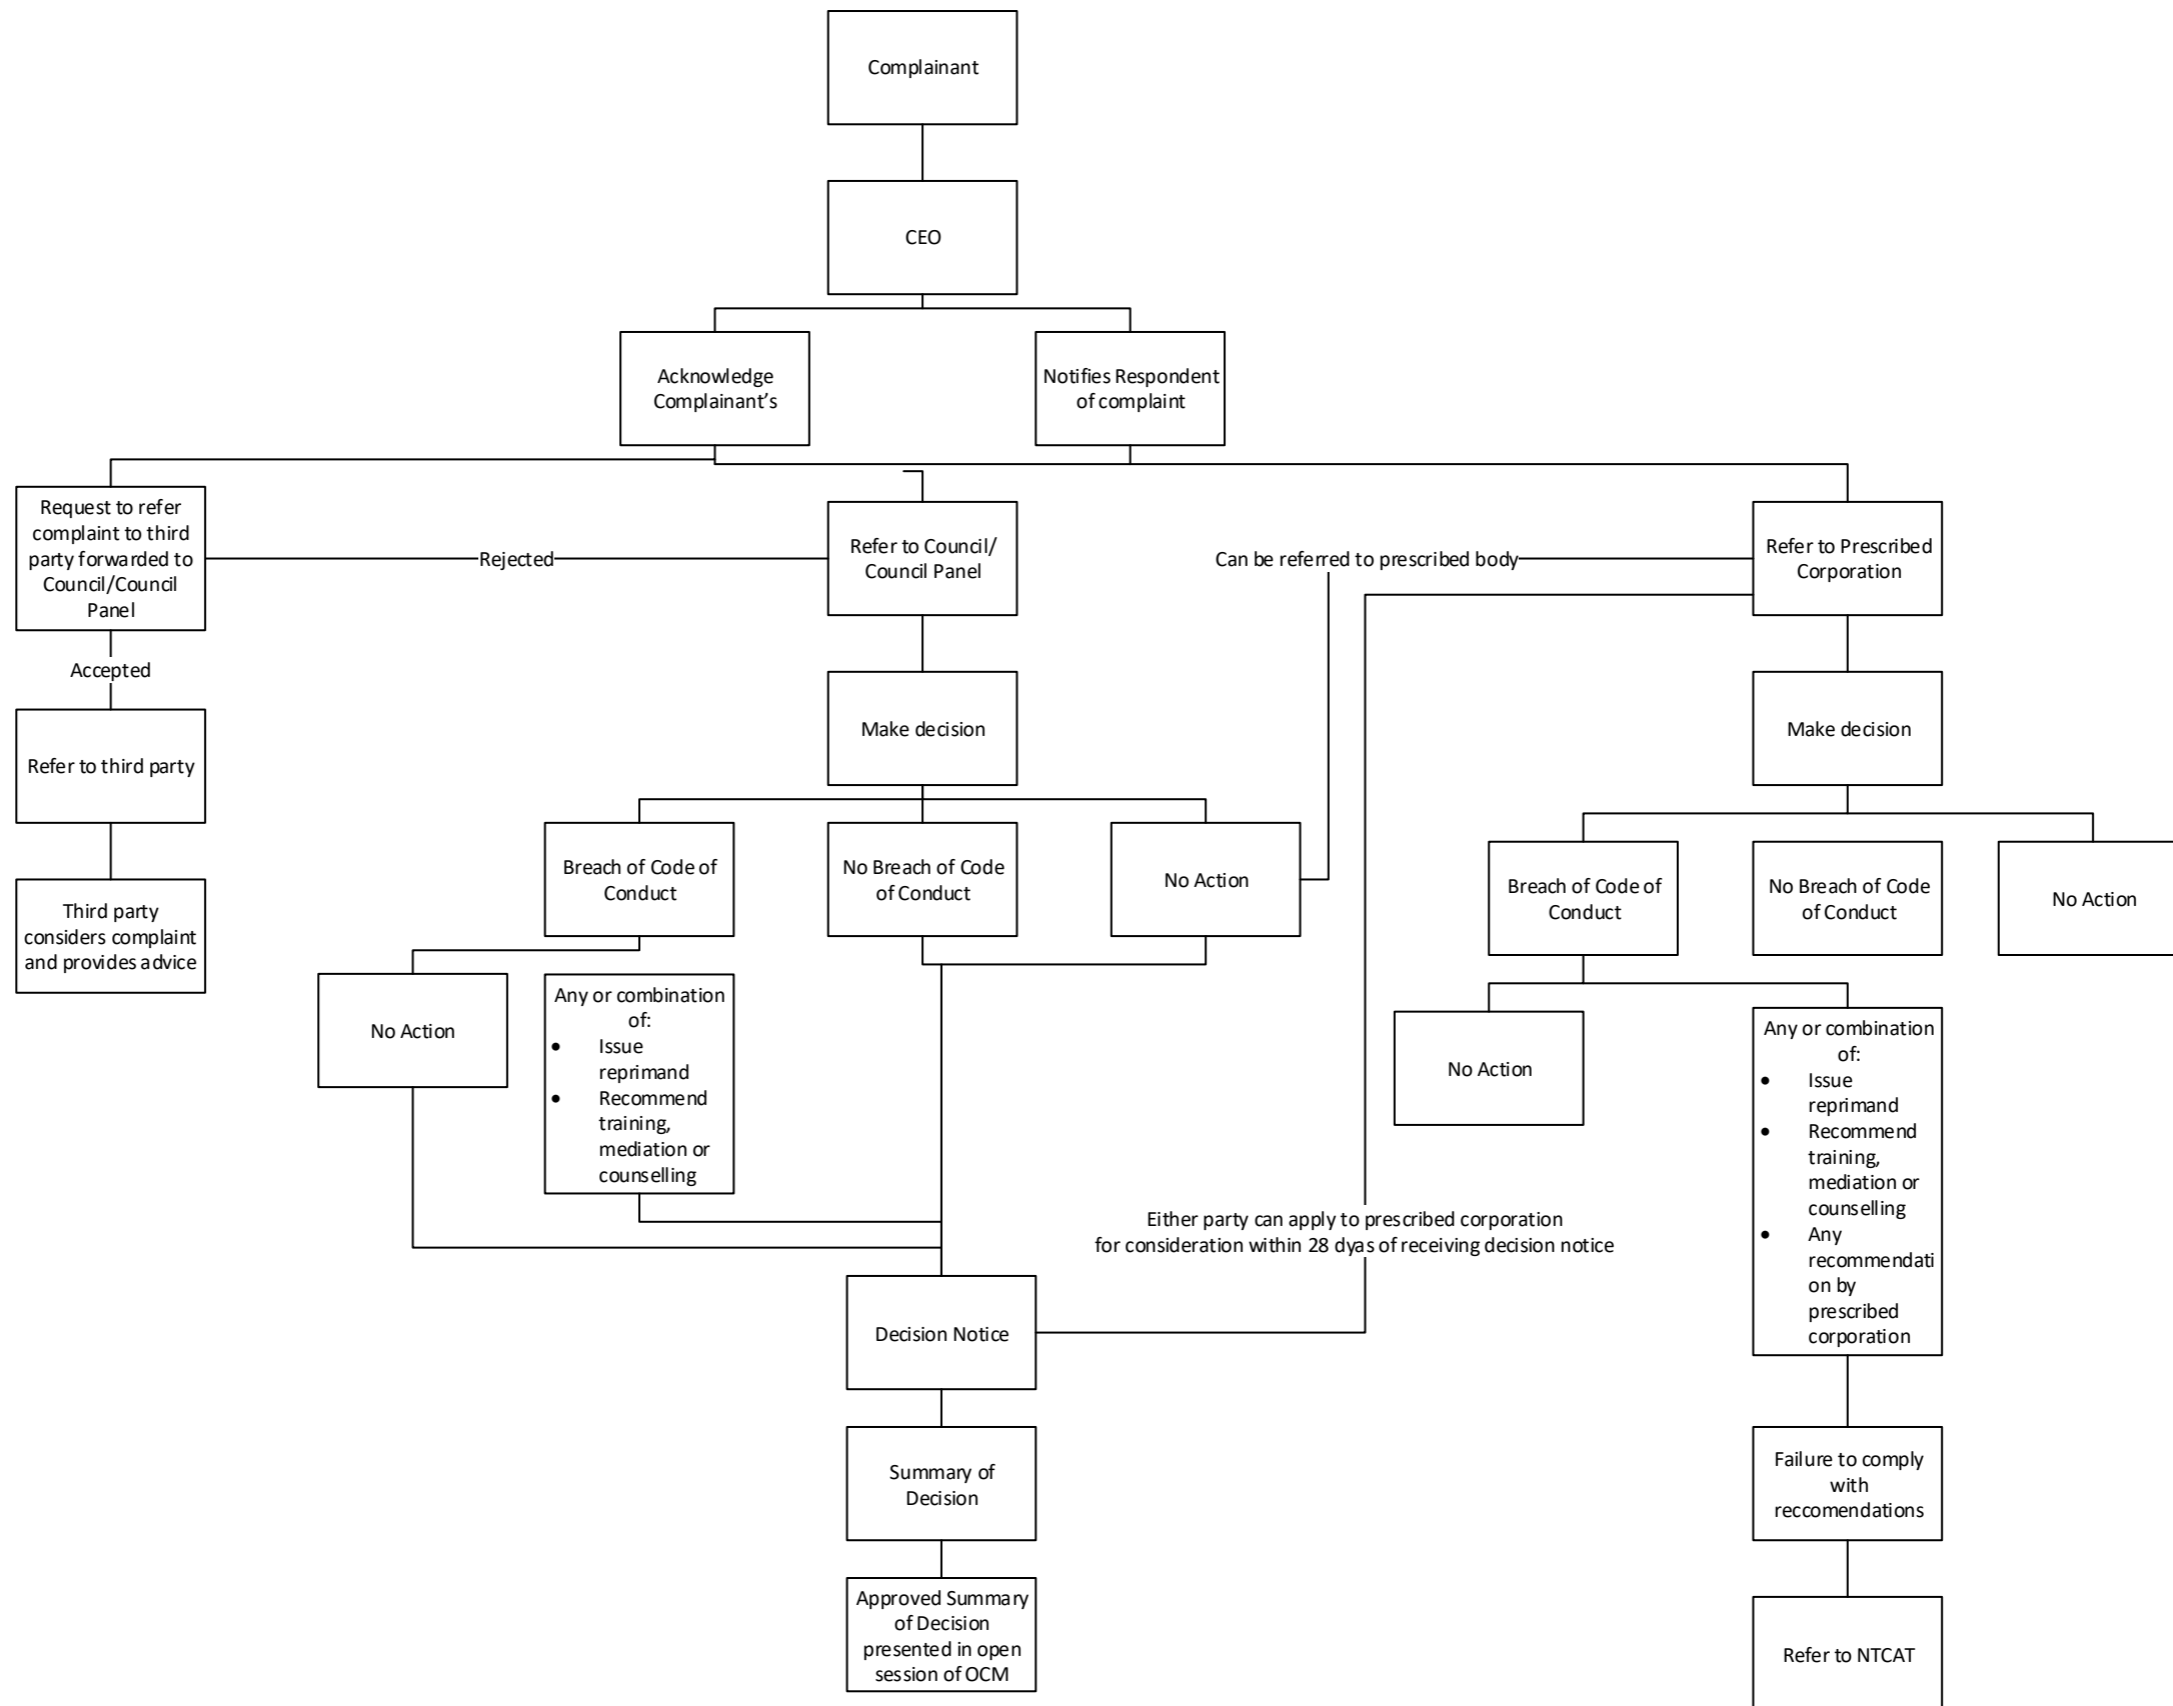 Complainant
CEO
Acknowledge
Complainant’s
Notifies Respondent
of complaint
Request to refer
complaint to third
party forwarded to
Council/Council
Panel
Rejected
Refer to Council/
Council Panel
Can be referred to prescribed body
Refer to Prescribed
Corporation
Accepted
Refer to third party
Make decision
Make decision
Third party
considers complaint
and provides advice
Breach of Code of
Conduct
No Breach of Code
of Conduct
No Action
Breach of Code of
Conduct
No Breach of Code
of Conduct
No Action
No Action
Any or combination
of:
• Issue
reprimand
• Recommend
training,
mediation or
counselling
No Action
Any or combination
of:
• Issue
reprimand
• Recommend
training,
mediation or
counselling
• Any
recommendati
on by
prescribed
corporation
Either party can apply to prescribed corporation
for consideration within 28 dyas of receiving decision notice
Decision Notice
Summary of
Decision
Failure to comply
with
reccomendations
Approved Summary
of Decision
presented in open
session of OCM
Refer to NTCAT